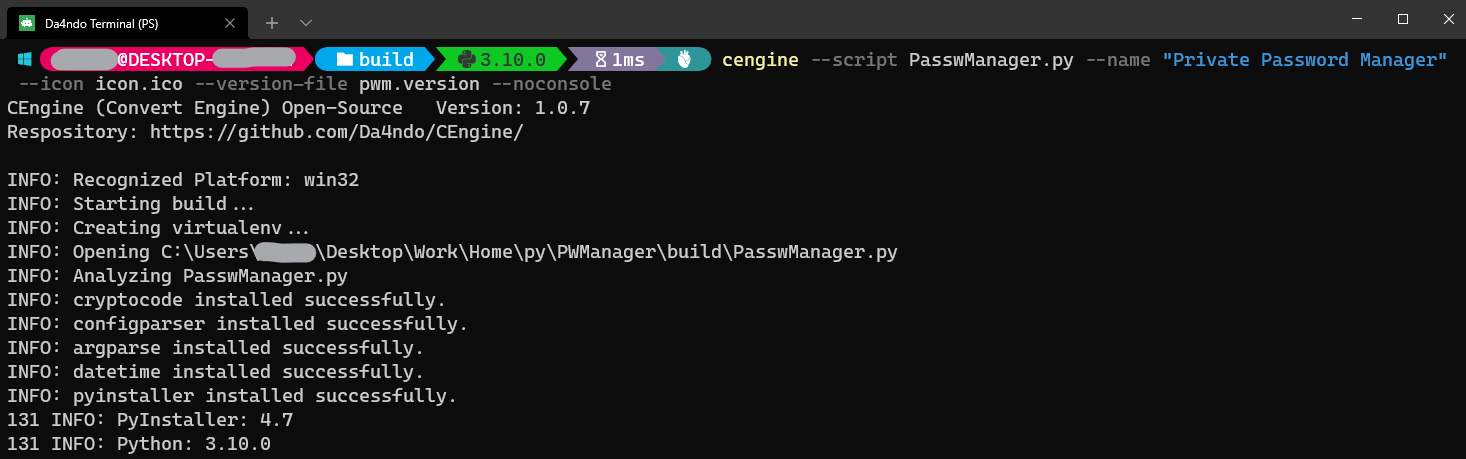 Da4ndo Terminal (PS)
@DESKTOP- build 3.10.0 1ms cengine --script PasswManager.py --name "Private Password Manager"
--icon icon.ico --version-file pwm.version --noconsole
CEngine (Convert Engine) Open-Source Version: 1.0.7
Respository: https://github.com/Da4ndo/CEngine/
INFO: Recognized Platform: win32
INFO: Starting build...
INFO: Creating virtualenv...
INFO: Opening C:\Users\ \Desktop\Work\Home\py\PWManager\build\PasswManager.py
INFO: Analyzing PasswManager.py
INFO: cryptocode installed successfully.
INFO: configparser installed successfully.
INFO: argparse installed successfully.
INFO: datetime installed successfully.
INFO: pyinstaller installed successfully.
131 INFO: PyInstaller: 4.7
131 INFO: Python: 3.10.0